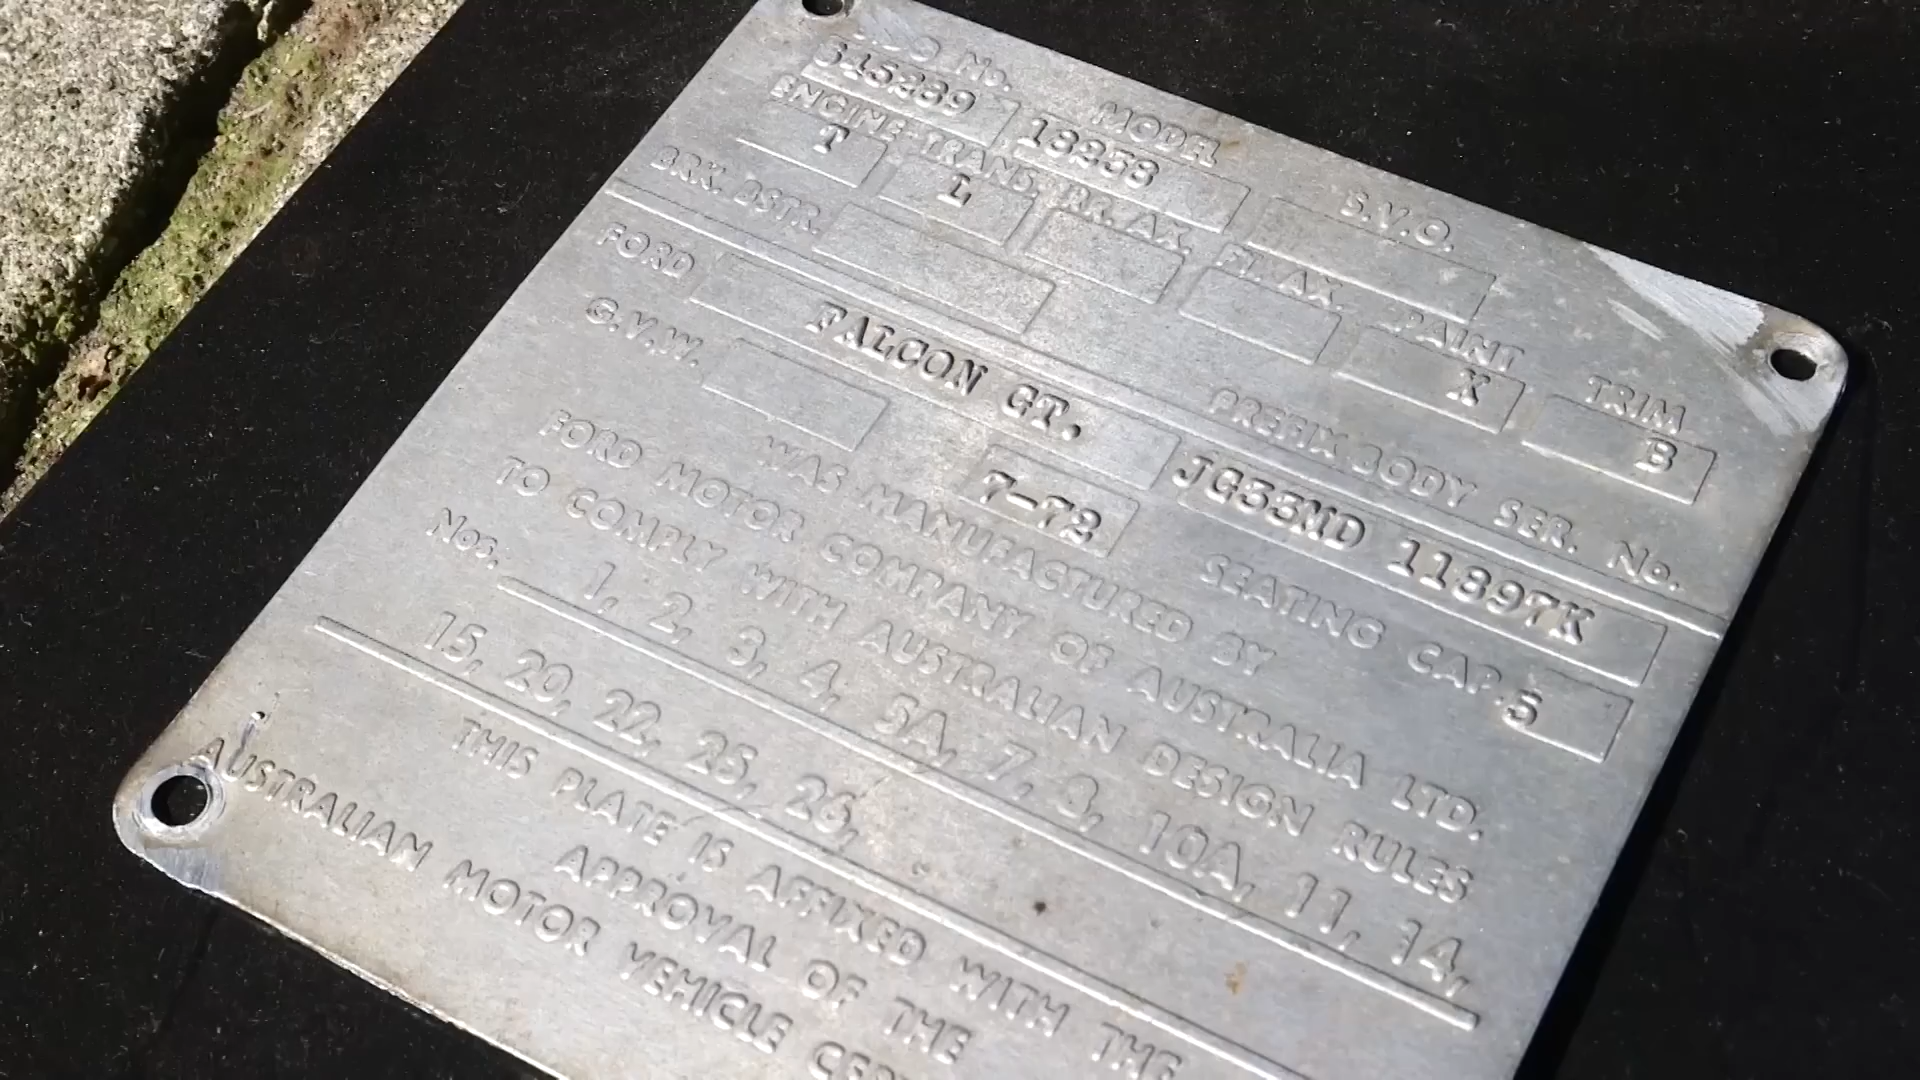 JOB No. MODEL S.V.O.
545289 18238
ENGINE-TRANS. RR. AX. FT. AX. PAINT TRIM
T L X B
BRK. BSTR. PREFIX BODY SER. No.
FORD FALCON GT. JG33MD 11897K
G.V.W. 7-72 SEATING CAP. 5
WAS MANUFACTURED BY
FORD MOTOR COMPANY OF AUSTRALIA LTD.
TO COMPLY WITH AUSTRALIAN DESIGN RULES
Nos. 1, 2, 3, 4, 5A, 7, 8, 10A, 11, 14,
15, 20, 22, 25, 26,
THIS PLATE IS AFFIXED WITH THE
APPROVAL OF THE
AUSTRALIAN MOTOR VEHICLE